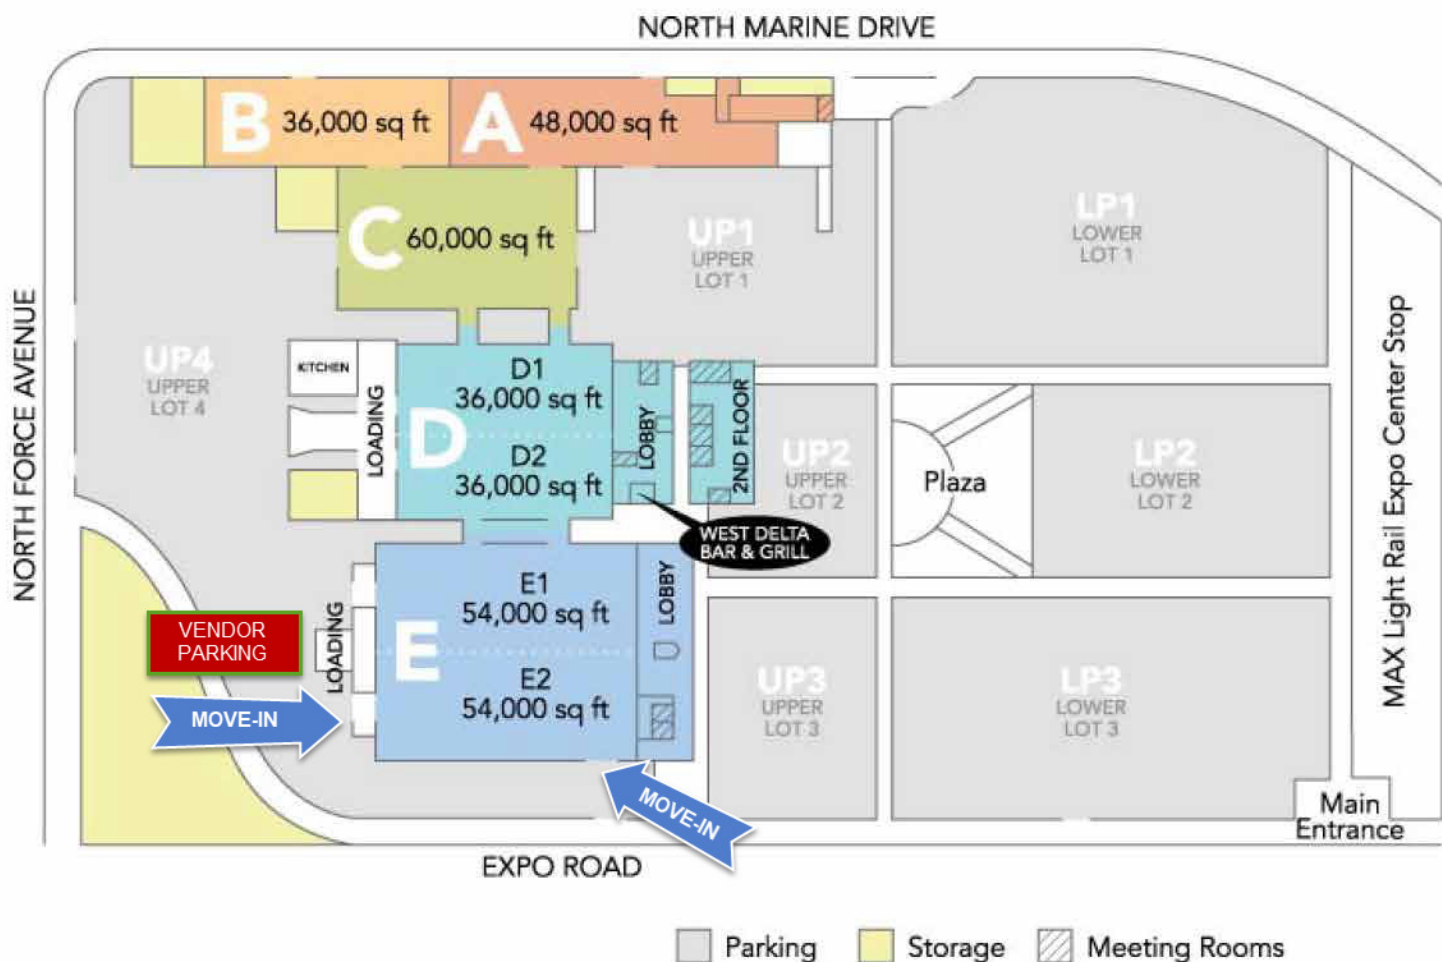 NORTH MARINE DRIVE
B
36,000 sq ft
A
48,000 sq ft
C
60,000 sq ft
UP1
UPPER
LOT 1
LP1
LOWER
LOT 1
NORTH FORCE AVENUE
UP4
UPPER
LOT 4
KITCHEN
LOADING
D
D1
36,000 sq ft
D2
36,000 sq ft
LOBBY
2ND FLOOR
WEST DELTA
BAR & GRILL
UP2
UPPER
LOT 2
Plaza
LP2
LOWER
LOT 2
MAX Light Rail Expo Center Stop
VENDOR
PARKING
MOVE-IN
LOADING
E
E1
54,000 sq ft
E2
54,000 sq ft
LOBBY
MOVE-IN
UP3
UPPER
LOT 3
LP3
LOWER
LOT 3
Main
Entrance
EXPO ROAD
Parking
Storage
Meeting Rooms